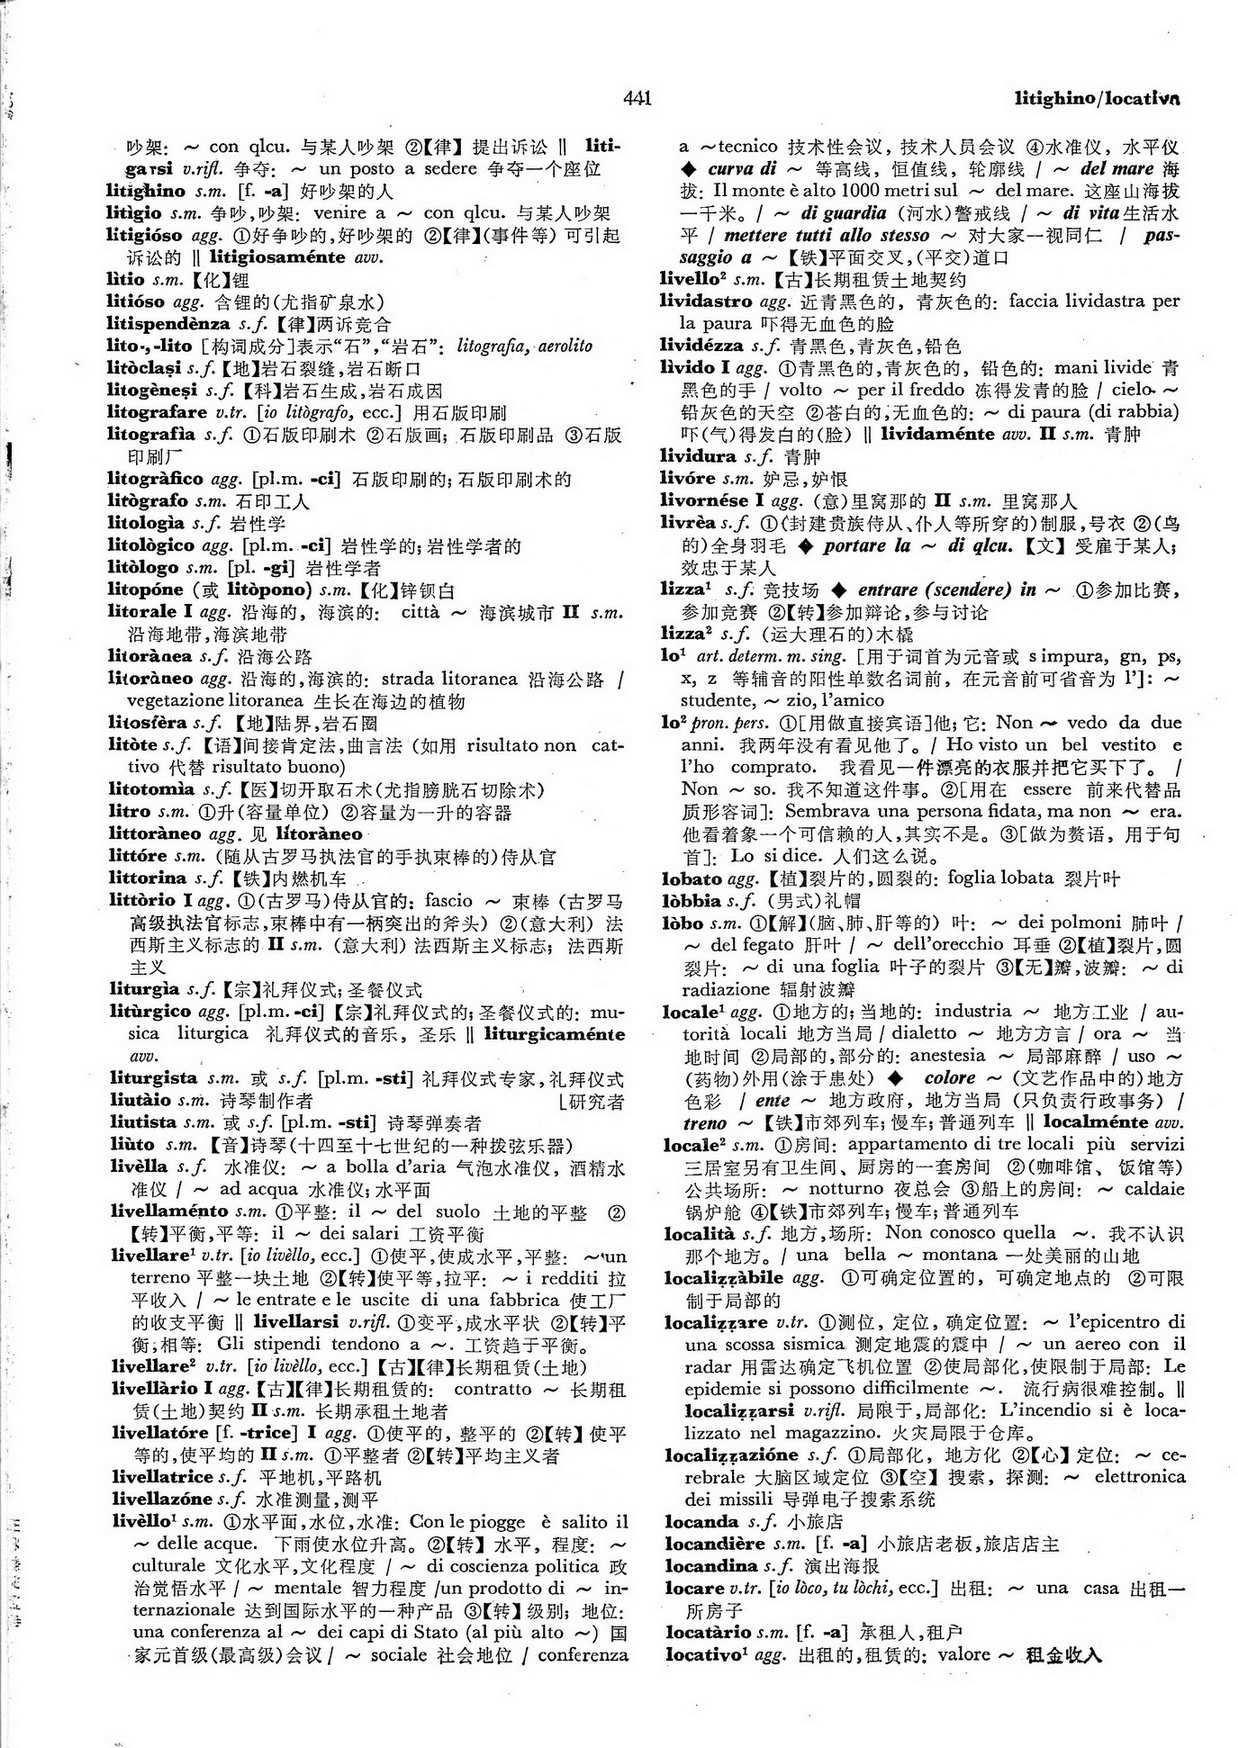 441
litighino/locativo
吵架: ～ con qlcu. 与某人吵架 ②【律】提出诉讼 ‖ liti-
garsi v.rifl. 争夺: ～ un posto a sedere 争夺一个座位
litighino s.m. [f. -a] 好吵架的人
litìgio s.m. 争吵,吵架: venire a ～ con qlcu. 与某人吵架
litigióso agg. ①好争吵的,好吵架的 ②【律】(事件等) 可引起
诉讼的 ‖ litigiosaménte avv.
lìtio s.m. 【化】锂
litióso agg. 含锂的(尤指矿泉水)
litispendènza s.f. 【律】两诉竞合
lito-, -lito [构词成分]表示“石”,“岩石”: litografia, aerolito
litòclaṣi s.f.【地】岩石裂缝,岩石断口
litogèneṣi s.f. 【科】岩石生成,岩石成因
litografare v.tr. [io litògrafo, ecc.] 用石版印刷
litografìa s.f. ①石版印刷术 ②石版画; 石版印刷品 ③石版
印刷厂
litogràfico agg. [pl.m. -ci] 石版印刷的; 石版印刷术的
litògrafo s.m. 石印工人
litologìa s.f. 岩性学
litològico agg. [pl.m. -ci] 岩性学的; 岩性学者的
litòlogo s.m. [pl. -gi] 岩性学者
litopóne (或 litòpono) s.m. 【化】锌钡白
litorale I agg. 沿海的, 海滨的: città ～ 海滨城市 II s.m.
沿海地带,海滨地带
litorànea s.f. 沿海公路
litoràneo agg. 沿海的,海滨的: strada litoranea 沿海公路 /
vegetazione litoranea 生长在海边的植物
litosfèra s.f. 【地】陆界,岩石圈
litòte s.f. 【语】间接肯定法,曲言法 (如用 risultato non cat-
tivo 代替 risultato buono)
litotomìa s.f. 【医】切开取石术(尤指膀胱石切除术)
litro s.m. ①升(容量单位) ②容量为一升的容器
littoràneo agg. 见 litoràneo
littóre s.m. (随从古罗马执法官的手执束棒的)侍从官
littorina s.f. 【铁】内燃机车
littòrio I agg. ①(古罗马)侍从官的: fascio ～ 束棒 (古罗马
高级执法官标志,束棒中有一柄突出的斧头) ②(意大利) 法
西斯主义标志的 II s.m. (意大利) 法西斯主义标志; 法西斯
主义
liturgìa s.f. 【宗】礼拜仪式; 圣餐仪式
litùrgico agg. [pl.m. -ci] 【宗】礼拜仪式的; 圣餐仪式的: mu-
sica liturgica 礼拜仪式的音乐, 圣乐 ‖ liturgicaménte
avv.
liturgista s.m. 或 s.f. [pl.m. -sti] 礼拜仪式专家,礼拜仪式
liutàio s.m. 诗琴制作者 [研究者
liutista s.m. 或 s.f. [pl.m. -sti] 诗琴弹奏者
liùto s.m. 【音】诗琴(十四至十七世纪的一种拨弦乐器)
livèlla s.f. 水准仪: ～ a bolla d'aria 气泡水准仪, 酒精水
准仪 / ～ ad acqua 水准仪; 水平面
livellaménto s.m. ①平整: il ～ del suolo 土地的平整 ②
【转】平衡,平等: il ～ dei salari 工资平衡
livellare¹ v.tr. [io livèllo, ecc.] ①使平,使成水平,平整: ～ un
terreno 平整一块土地 ②【转】使平等,拉平: ～ i redditi 拉
平收入 / ～ le entrate e le uscite di una fabbrica 使工厂
的收支平衡 ‖ livellarsi v.rifl. ①变平,成水平状 ②【转】平
衡; 相等: Gli stipendi tendono a ～. 工资趋于平衡。
livellare² v.tr. [io livèllo, ecc.] 【古】【律】长期租赁(土地)
livellàrio I agg.【古】【律】长期租赁的: contratto ～ 长期租
赁(土地)契约 II s.m. 长期承租土地者
livellatóre [f. -trice] I agg. ①使平的, 整平的 ②【转】使平
等的,使平均的 II s.m. ①平整者 ②【转】平均主义者
livellatrice s.f. 平地机,平路机
livellazóne s.f. 水准测量,测平
livèllo¹ s.m. ①水平面,水位,水准: Con le piogge è salito il
～ delle acque. 下雨使水位升高。②【转】水平, 程度: ～
culturale 文化水平,文化程度 / ～ di coscienza politica 政
治觉悟水平 / ～ mentale 智力程度 /un prodotto di ～ in-
ternazionale 达到国际水平的一种产品 ③【转】级别; 地位:
una conferenza al ～ dei capi di Stato (al più alto ～) 国
家元首级(最高级)会议 / ～ sociale 社会地位 / conferenza
a ～tecnico 技术性会议, 技术人员会议 ④水准仪, 水平仪
◆ curva di ～ 等高线, 恒值线, 轮廓线 / ～ del mare 海
拔: Il monte è alto 1000 metri sul ～ del mare. 这座山海拔
一千米。/ ～ di guardia (河水)警戒线 / ～ di vita 生活水
平 / mettere tutti allo stesso ～ 对大家一视同仁 / pas-
saggio a ～ 【铁】平面交叉,(平交)道口
livello² s.m. 【古】长期租赁土地契约
lividastro agg. 近青黑色的, 青灰色的: faccia lividastra per
la paura 吓得无血色的脸
lividézza s.f. 青黑色,青灰色,铅色
lìvido I agg. ①青黑色的,青灰色的, 铅色的: mani livide 青
黑色的手 / volto ～ per il freddo 冻得发青的脸 / cielo ～
铅灰色的天空 ②苍白的,无血色的: ～ di paura (di rabbia)
吓(气)得发白的(脸) ‖ lividaménte avv. II s.m. 青肿
lividura s.f. 青肿
livóre s.m. 妒忌,妒恨
livornése I agg. (意)里窝那的 II s.m. 里窝那人
livrèa s.f. ①(封建贵族侍从、仆人等所穿的)制服,号衣 ②(鸟
的)全身羽毛 ◆ portare la ～ di qlcu. 【文】受雇于某人;
效忠于某人
lizza¹ s.f. 竞技场 ◆ entrare (scendere) in ～ ①参加比赛,
参加竞赛 ②【转】参加辩论,参与讨论
lizza² s.f. (运大理石的)木橇
lo¹ art. determ. m. sing. [用于词首为元音或 s impura, gn, ps,
x, z 等辅音的阳性单数名词前, 在元音前可省音为 l']: ～
studente, ～ zio, l'amico
lo² pron. pers. ①[用做直接宾语]他; 它: Non ～ vedo da due
anni. 我两年没有看见他了。/ Ho visto un bel vestito e
l'ho comprato. 我看见一件漂亮的衣服并把它买下了。 /
Non ～ so. 我不知道这件事。②[用在 essere 前来代替品
质形容词]: Sembrava una persona fidata, ma non ～ era.
他看着象一个可信赖的人,其实不是。③[做为赘语, 用于句
首]: Lo si dice. 人们这么说。
lobato agg. 【植】裂片的,圆裂的: foglia lobata 裂片叶
lòbbia s.f. (男式)礼帽
lòbo s.m. ①【解】(脑、肺、肝等的) 叶: ～ dei polmoni 肺叶 /
～ del fegato 肝叶 / ～ dell'orecchio 耳垂 ②【植】裂片,圆
裂片: ～ di una foglia 叶子的裂片 ③【无】瓣,波瓣: ～ di
radiazione 辐射波瓣
locale¹ agg. ①地方的; 当地的: industria ～ 地方工业 / au-
torità locali 地方当局 / dialetto ～ 地方方言 / ora ～ 当
地时间 ②局部的,部分的: anestesia ～ 局部麻醉 / uso ～
(药物)外用(涂于患处) ◆ colore ～ (文艺作品中的)地方
色彩 / ente ～ 地方政府, 地方当局 (只负责行政事务) /
treno ～ 【铁】市郊列车; 慢车; 普通列车 ‖ localménte avv.
locale² s.m. ①房间: appartamento di tre locali più servizi
三居室另有卫生间、厨房的一套房间 ②(咖啡馆、饭馆等)
公共场所: ～ notturno 夜总会 ③船上的房间: ～ caldaie
锅炉舱 ④【铁】市郊列车; 慢车; 普通列车
località s.f. 地方,场所: Non conosco quella ～. 我不认识
那个地方。/ una bella ～ montana 一处美丽的山地
localiẓẓàbile agg. ①可确定位置的, 可确定地点的 ②可限
制于局部的
localiẓẓare v.tr. ①测位, 定位, 确定位置: ～ l'epicentro di
una scossa sismica 测定地震的震中 / ～ un aereo con il
radar 用雷达确定飞机位置 ②使局部化,使限制于局部: Le
epidemie si possono difficilmente ～. 流行病很难控制。‖
localiẓẓarsi v.rifl. 局限于,局部化: L'incendio si è loca-
lizzato nel magazzino. 火灾局限于仓库。
localiẓẓazióne s.f. ①局部化, 地方化 ②【心】定位: ～ ce-
rebrale 大脑区域定位 ③【空】搜索, 探测: ～ elettronica
dei missili 导弹电子搜索系统
locanda s.f. 小旅店
locandière s.m. [f. -a] 小旅店老板,旅店店主
locandina s.f. 演出海报
locare v.tr. [io lòco, tu lòchi, ecc.] 出租: ～ una casa 出租一
所房子
locatàrio s.m. [f. -a] 承租人,租户
locativo¹ agg. 出租的,租赁的: valore ～ 租金收入